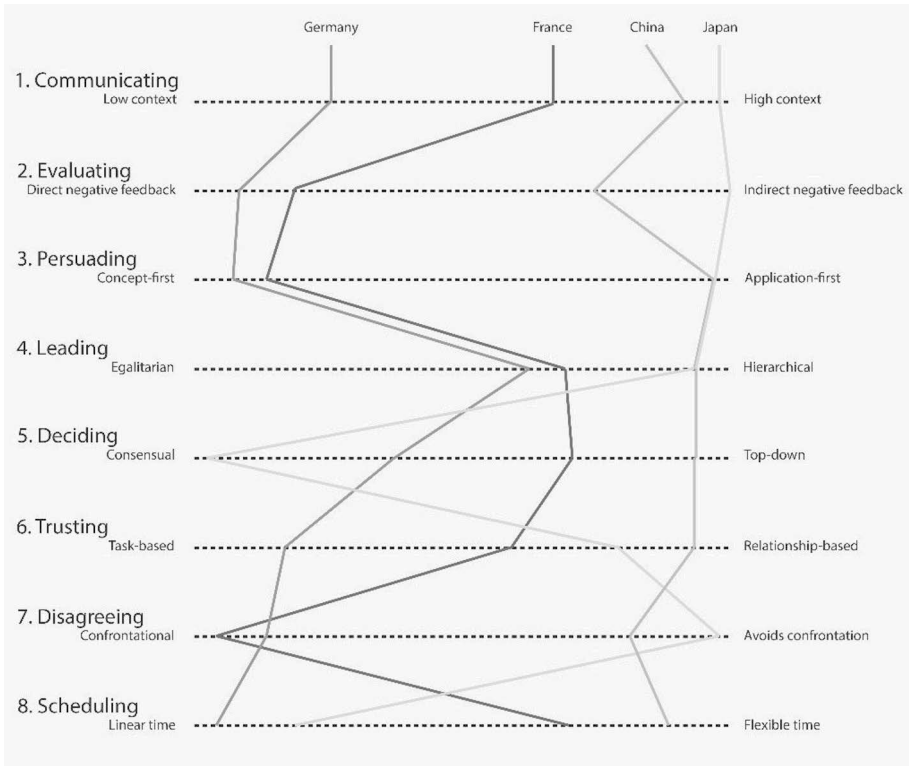 Germany France China Japan
1. Communicating
Low context High context
2. Evaluating
Direct negative feedback Indirect negative feedback
3. Persuading
Concept-first Application-first
4. Leading
Egalitarian Hierarchical
5. Deciding
Consensual Top-down
6. Trusting
Task-based Relationship-based
7. Disagreeing
Confrontational Avoids confrontation
8. Scheduling
Linear time Flexible time